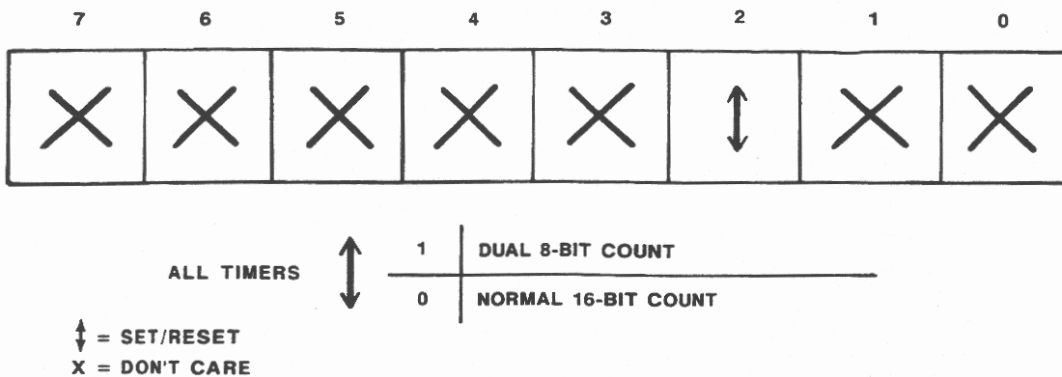 7 6 5 4 3 2 1 0
X X X X X ↕ X X
ALL TIMERS ↕ 1 DUAL 8-BIT COUNT
0 NORMAL 16-BIT COUNT
↕ = SET/RESET
X = DON'T CARE